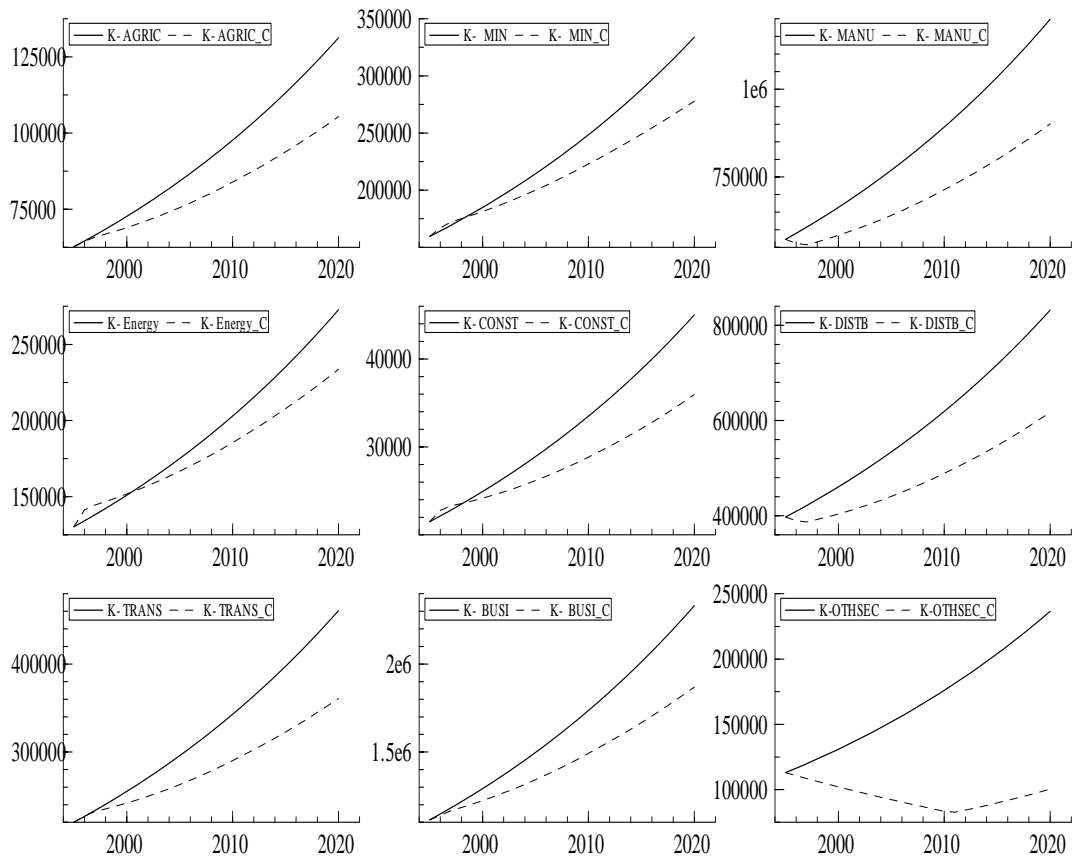 K- AGRIC K- AGRIC_C
125000
100000
75000
2000 2010 2020
K- MIN K- MIN_C
350000
300000
250000
200000
2000 2010 2020
K- MANU K- MANU_C
1e6
750000
2000 2010 2020
K- Energy K- Energy_C
250000
200000
150000
2000 2010 2020
K- CONST K- CONST_C
40000
30000
2000 2010 2020
K- DISTB K- DISTB_C
800000
600000
400000
2000 2010 2020
K- TRANS K- TRANS_C
400000
300000
2000 2010 2020
K- BUSI K- BUSI_C
2e6
1.5e6
2000 2010 2020
K-OTHSEC K-OTHSEC_C
250000
200000
150000
100000
2000 2010 2020